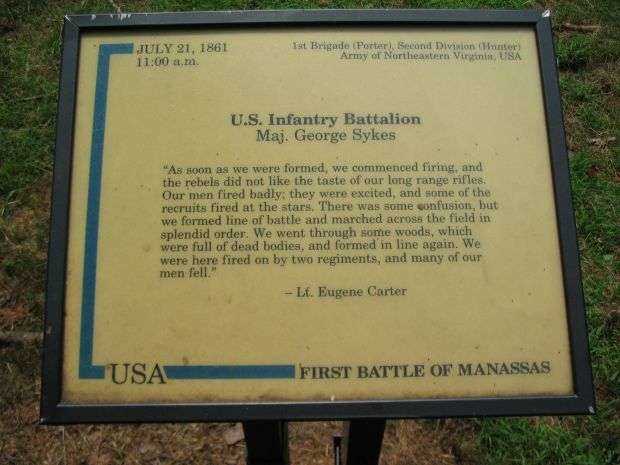 JULY 21, 1861
11:00 a.m.
1st Brigade (Porter), Second Division (Hunter)
Army of Northeastern Virginia, USA
U.S. Infantry Battalion
Maj. George Sykes
"As soon as we were formed, we commenced firing, and
the rebels did not like the taste of our long range rifles.
Our men fired badly; they were excited, and some of the
recruits fired at the stars. There was some confusion, but
we formed line of battle and marched across the field in
splendid order. We went through some woods, which
were full of dead bodies, and formed in line again. We
were here fired on by two regiments, and many of our
men fell."
– Lt. Eugene Carter
USA
FIRST BATTLE OF MANASSAS